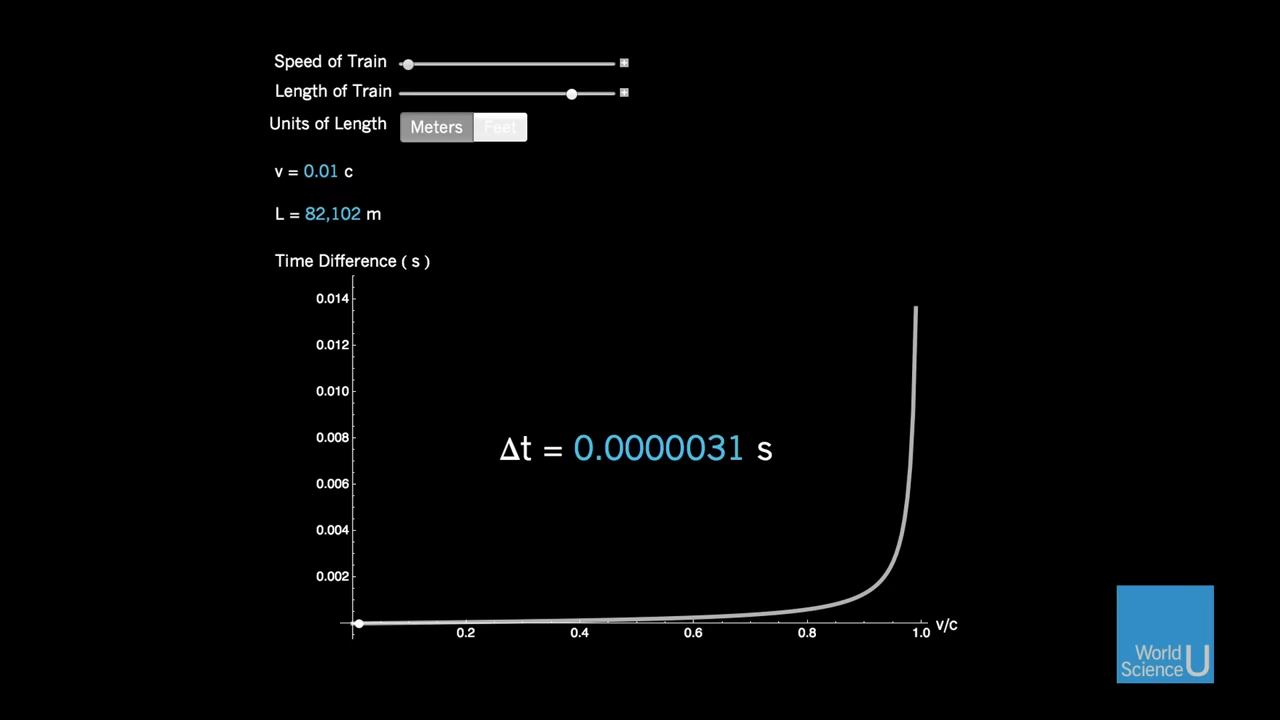 Speed of Train
Length of Train
Units of Length Meters Feet
v = 0.01 c
L = 82,102 m
Time Difference ( s )
0.014
0.012
0.010
0.008
Δt = 0.0000031 s
0.006
0.004
0.002
0.2 0.4 0.6 0.8 1.0 v/c
World
Science U